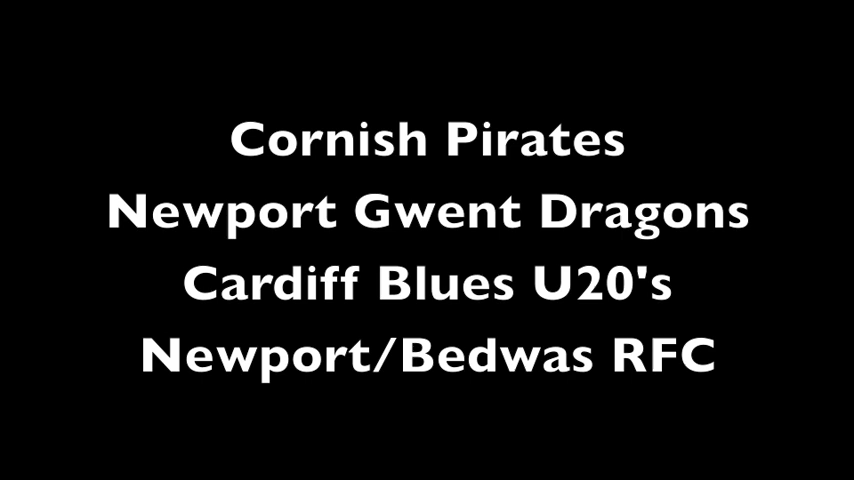 Cornish Pirates
Newport Gwent Dragons
Cardiff Blues U20's
Newport/Bedwas RFC